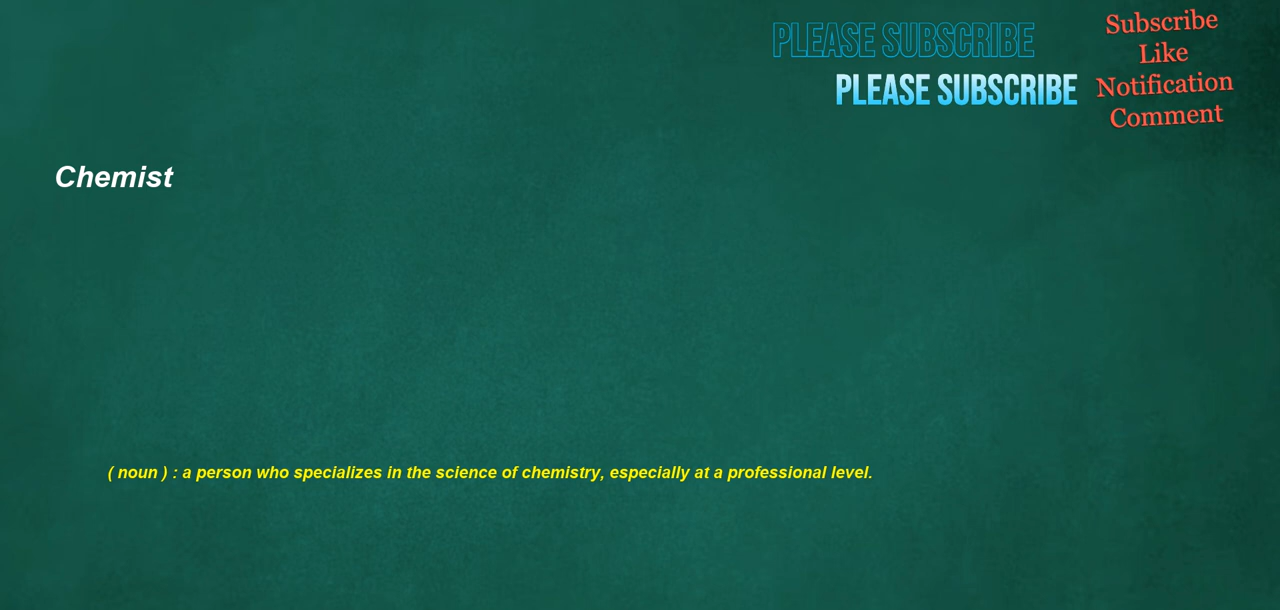 PLEASE SUBSCRIBE
PLEASE SUBSCRIBE
Subscribe
Like
Notification
Comment
Chemist
( noun ) : a person who specializes in the science of chemistry, especially at a professional level.